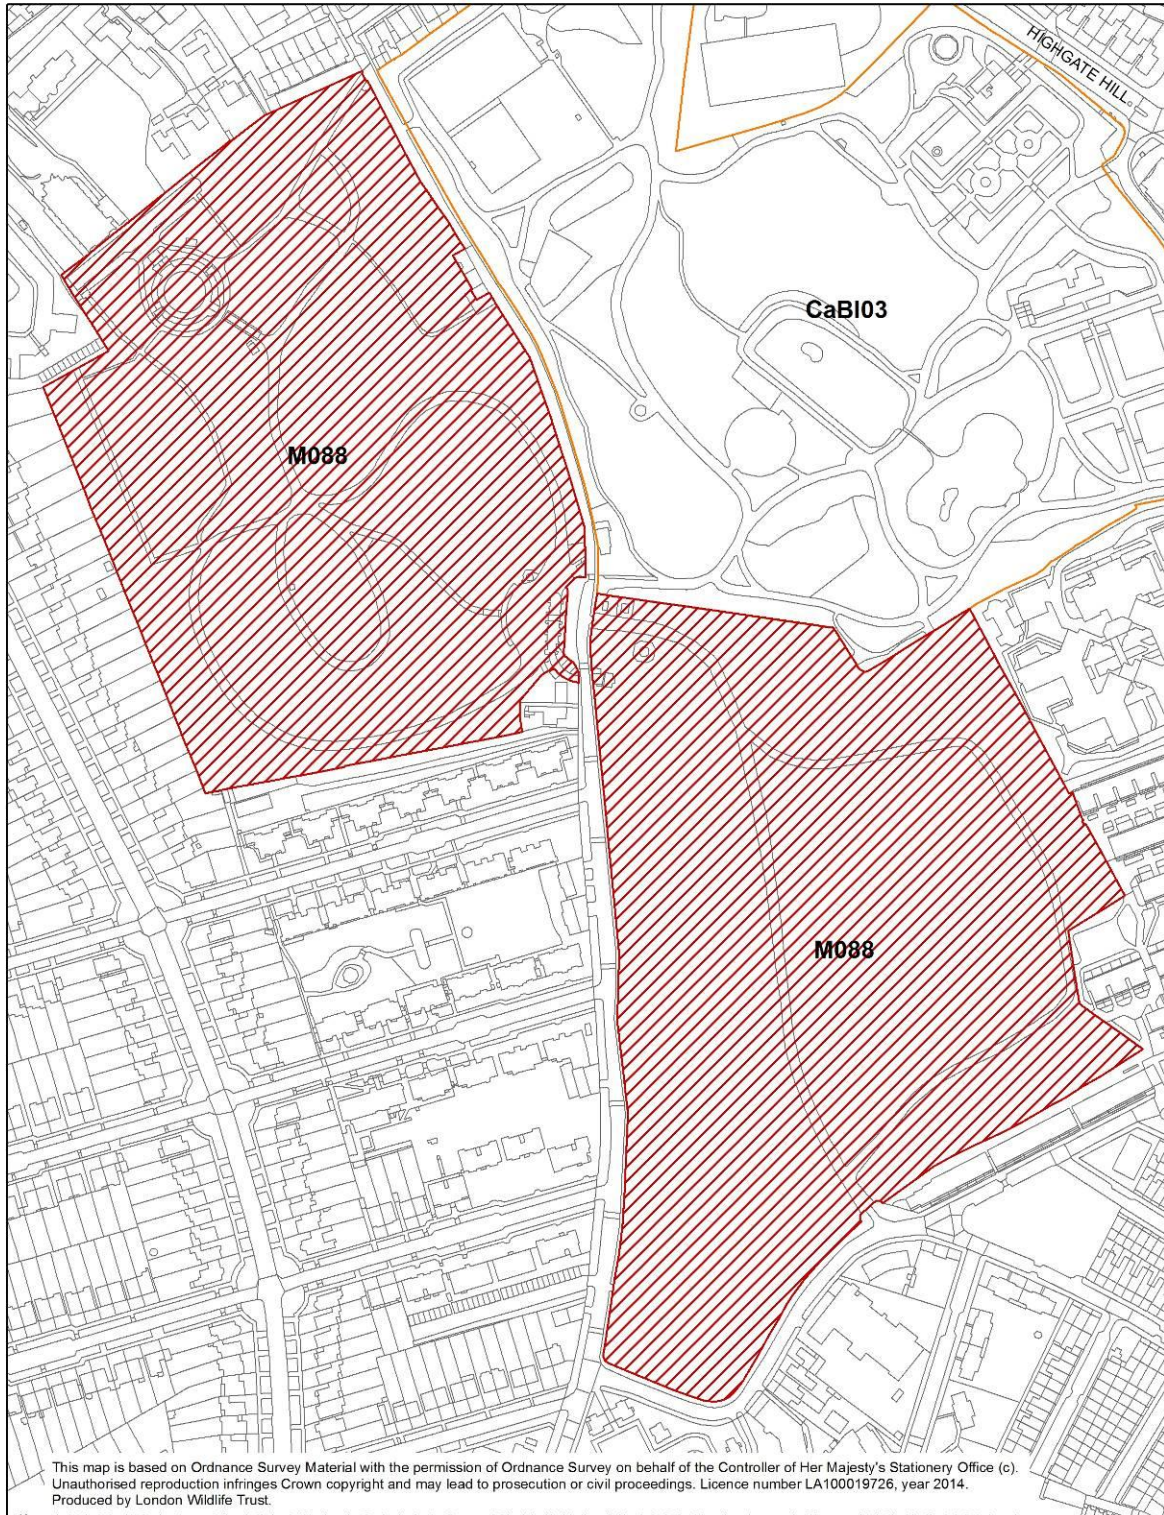 HIGHGATE HILL
CaBI03
M088
M088
This map is based on Ordnance Survey Material with the permission of Ordnance Survey on behalf of the Controller of Her Majesty's Stationery Office (c).
Unauthorised reproduction infringes Crown copyright and may lead to prosecution or civil proceedings. Licence number LA100019726, year 2014.
Produced by London Wildlife Trust.